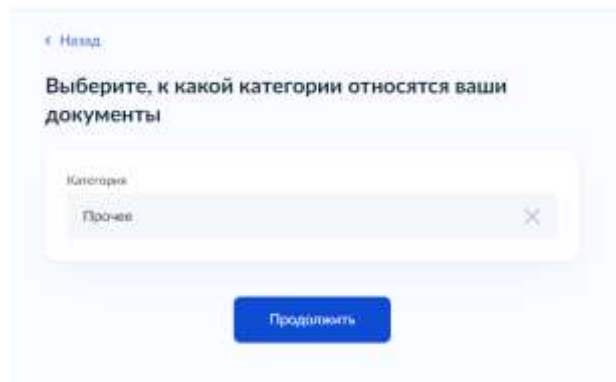 Назад
Выберите, к какой категории относятся ваши
документы
Категория
Прочее
Продолжить